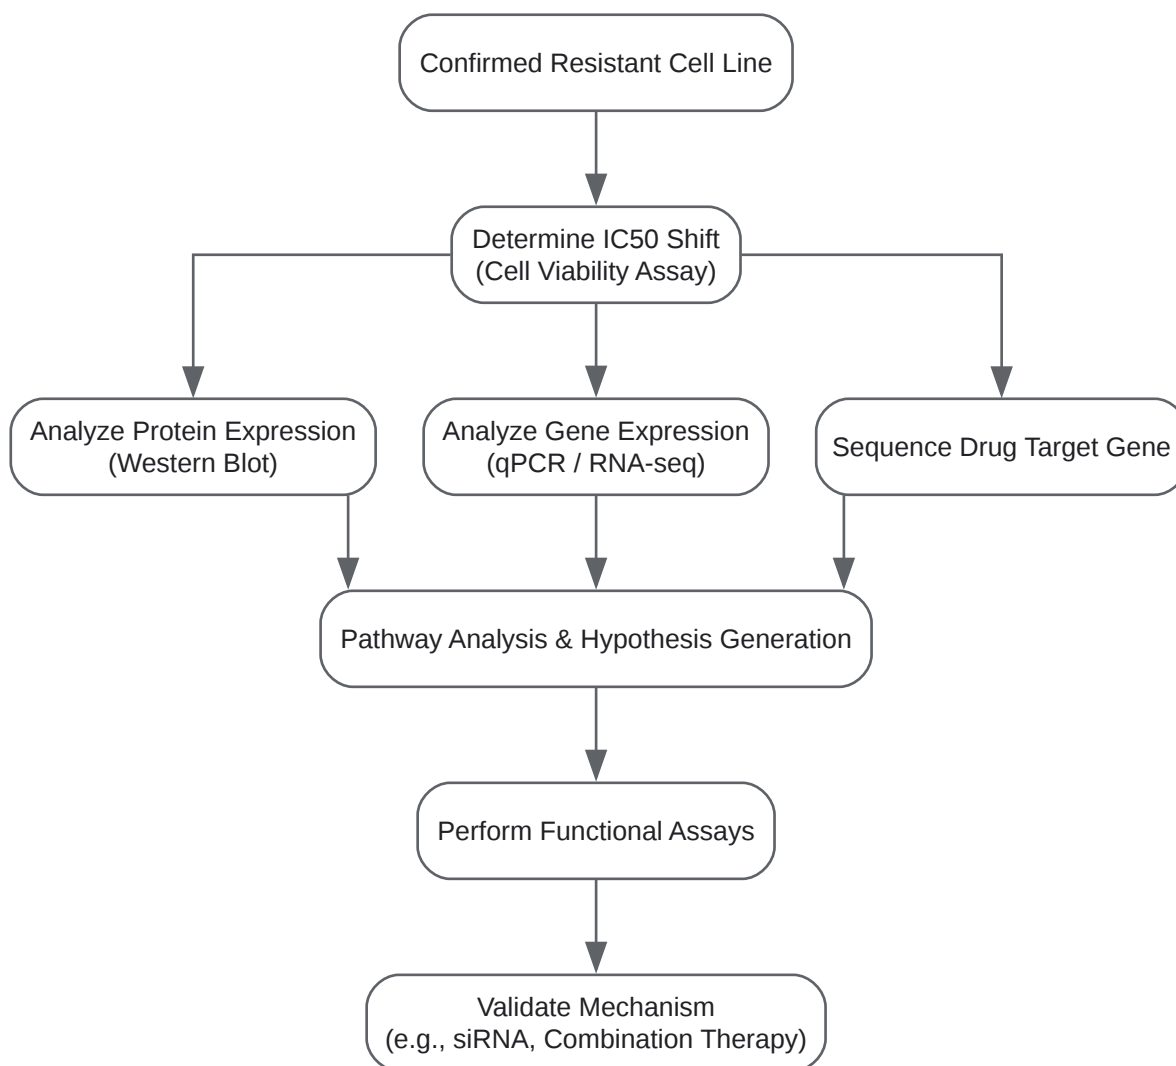 Confirmed Resistant Cell Line
Determine IC50 Shift
(Cell Viability Assay)
Analyze Protein Expression
(Western Blot)
Analyze Gene Expression
(qPCR / RNA-seq)
Sequence Drug Target Gene
Pathway Analysis & Hypothesis Generation
Perform Functional Assays
Validate Mechanism
(e.g., siRNA, Combination Therapy)